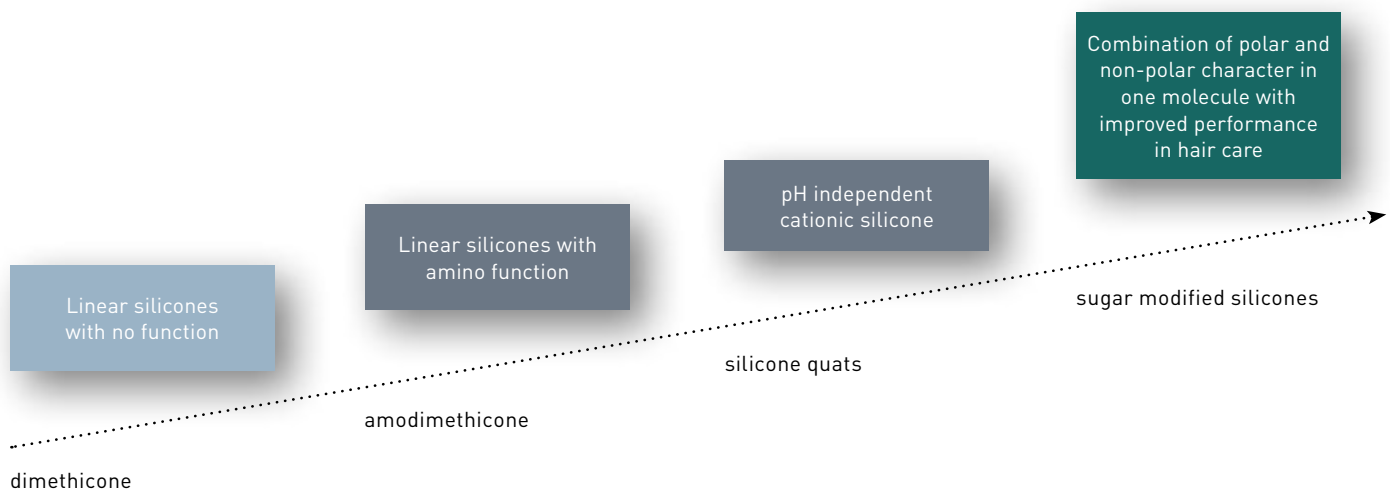 Linear silicones
with no function
dimethicone
Linear silicones with
amino function
amodimethicone
pH independent
cationic silicone
silicone quats
Combination of polar and
non-polar character in
one molecule with
improved performance
in hair care
sugar modified silicones